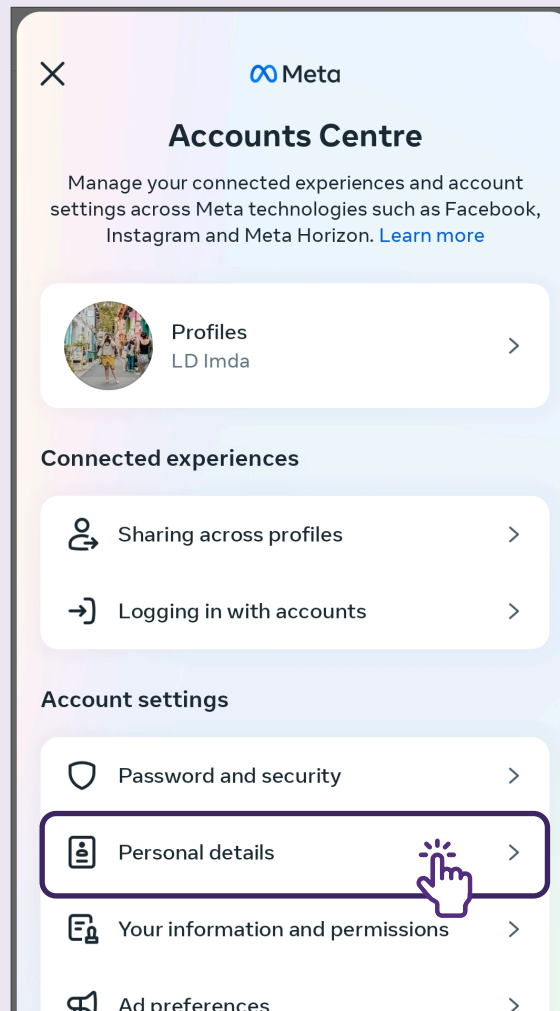 Meta
Accounts Centre
Manage your connected experiences and account
settings across Meta technologies such as Facebook,
Instagram and Meta Horizon. Learn more
Profiles
LD Imda
Connected experiences
Sharing across profiles
Logging in with accounts
Account settings
Password and security
Personal details
Your information and permissions
Ad preferences